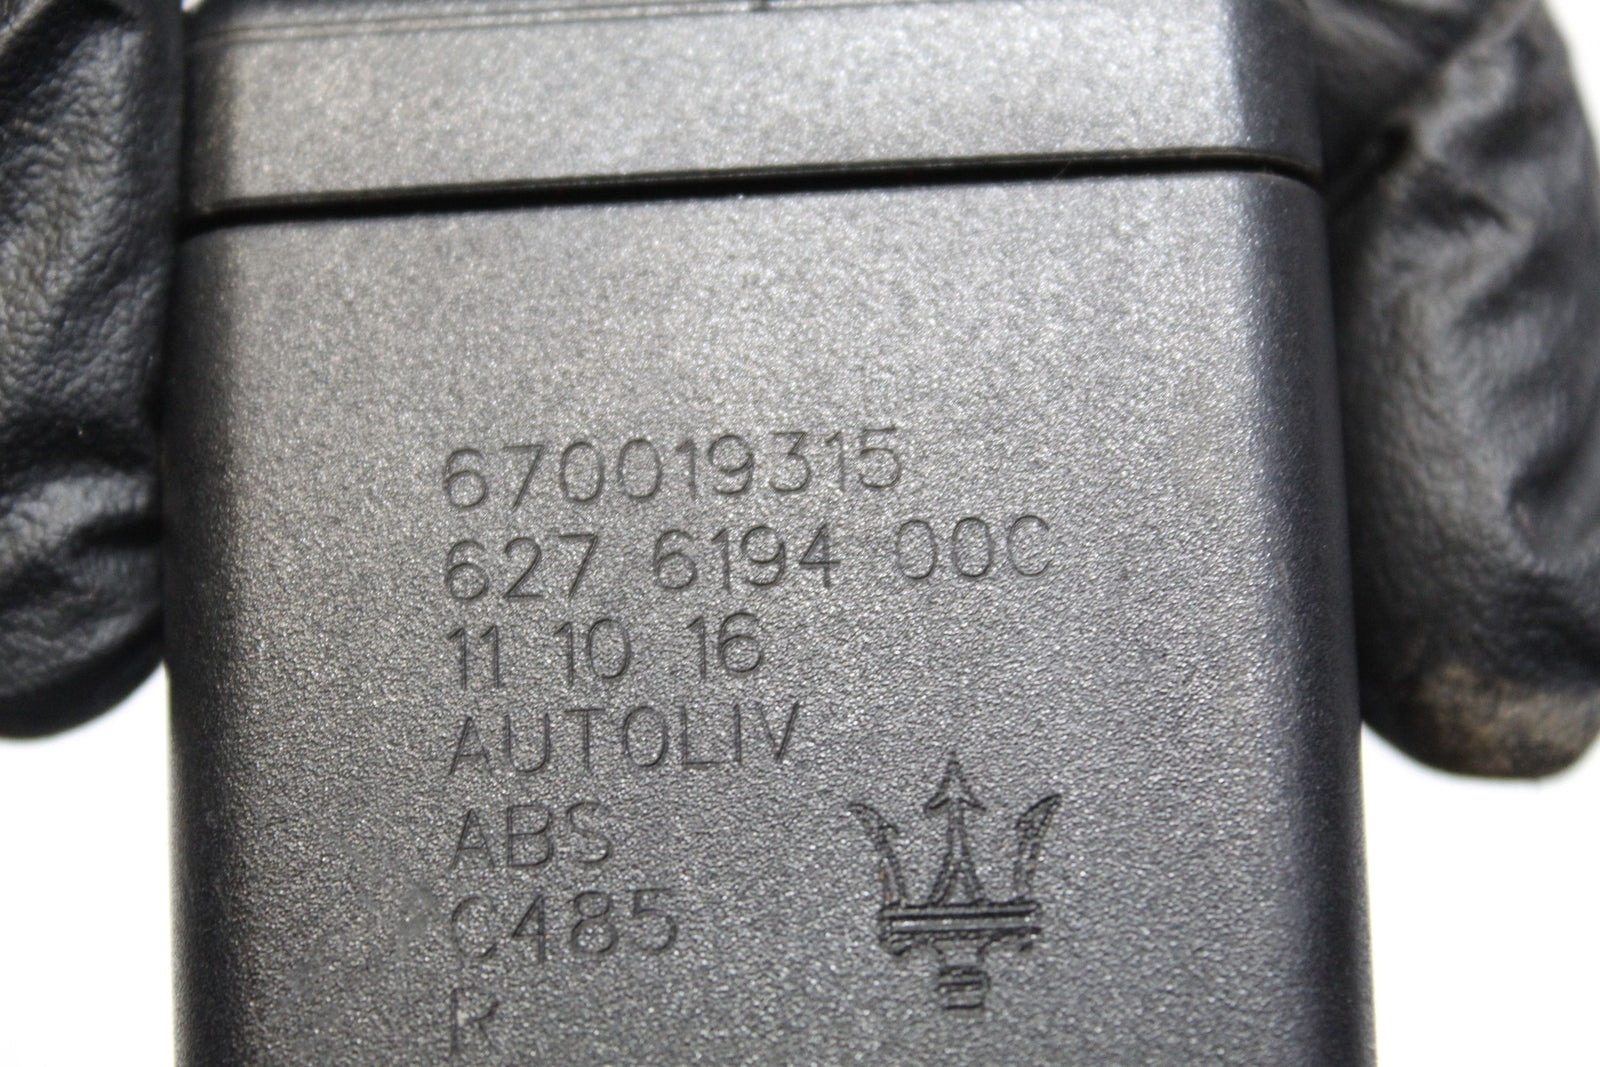 670019315
627 6194 00C
11 10 16
AUTOLIV
ABS
C485
R